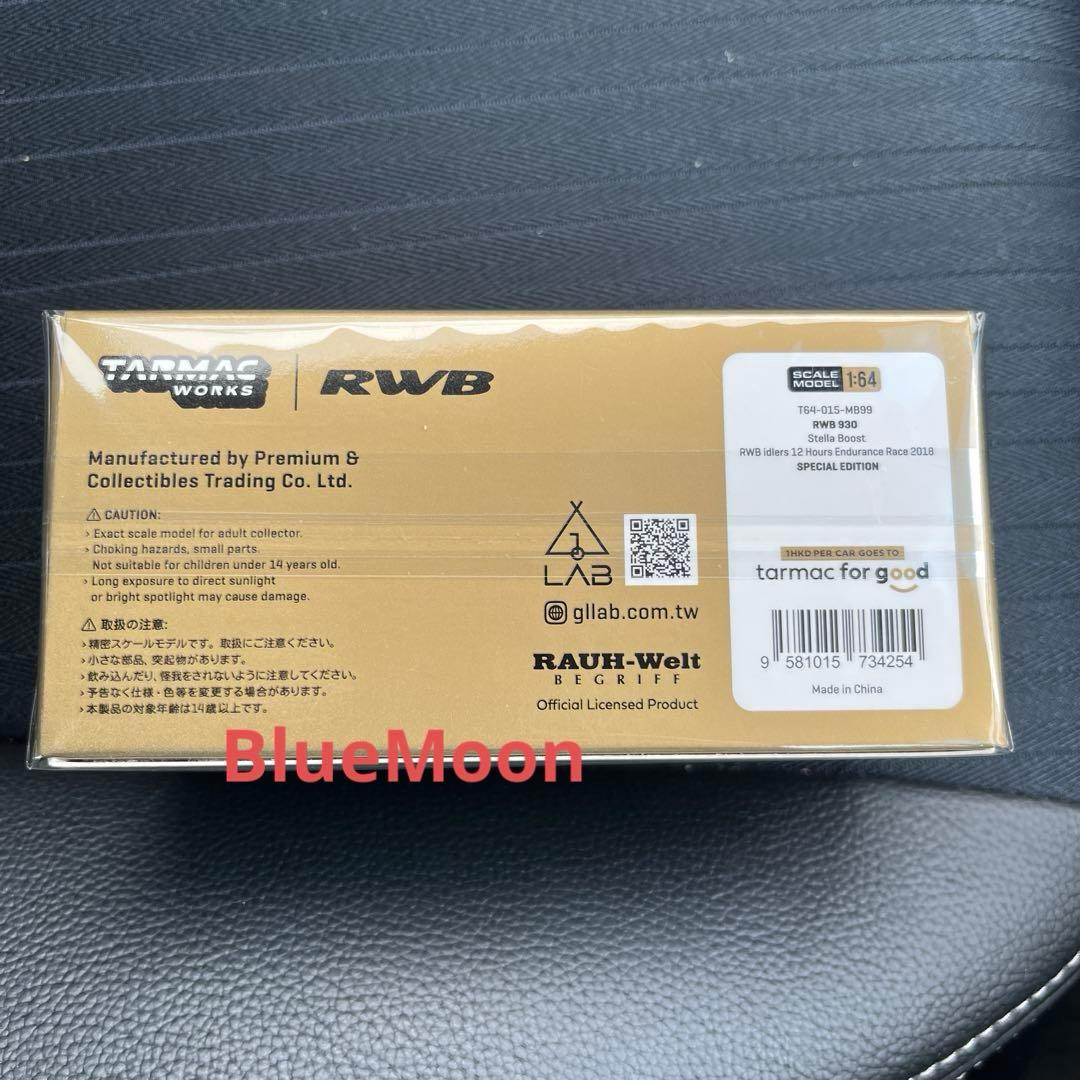 TARMAC
WORKS
RWB
Manufactured by Premium &
Collectibles Trading Co. Ltd.
CAUTION:
› Exact scale model for adult collector.
› Choking hazards, small parts.
Not suitable for children under 14 years old.
› Long exposure to direct sunlight
or bright spotlight may cause damage.
取扱の注意:
›精密スケールモデルです。取扱にご注意ください。
›小さな部品、突起物があります。
›飲み込んだり、怪我をされないように注意してください。
›予告なく仕様・色等を変更する場合があります。
›本製品の対象年齢は14歳以上です。
1
LAB
gllab.com.tw
RAUH-Welt
BEGRIFF
Official Licensed Product
SCALE
MODEL 1:64
T64-015-MB99
RWB 930
Stella Boost
RWB idlers 12 Hours Endurance Race 2018
SPECIAL EDITION
1HKD PER CAR GOES TO
tarmac for good
9 581015 734254
Made in China
BlueMoon